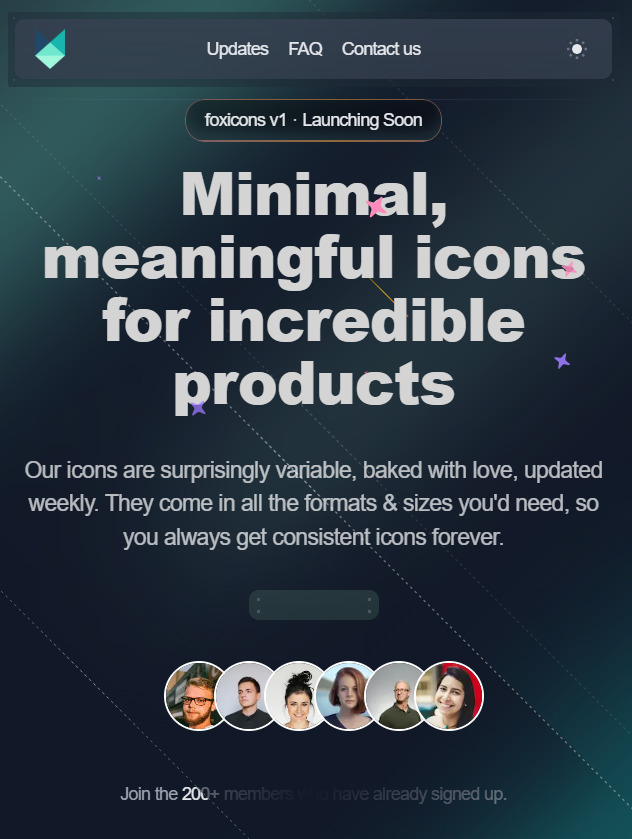 Updates FAQ Contact us
foxicons v1 · Launching Soon
Minimal,
meaningful icons
for incredible
products
Our icons are surprisingly variable, baked with love, updated
weekly. They come in all the formats & sizes you'd need, so
you always get consistent icons forever.
Join the 200+ members who have already signed up.